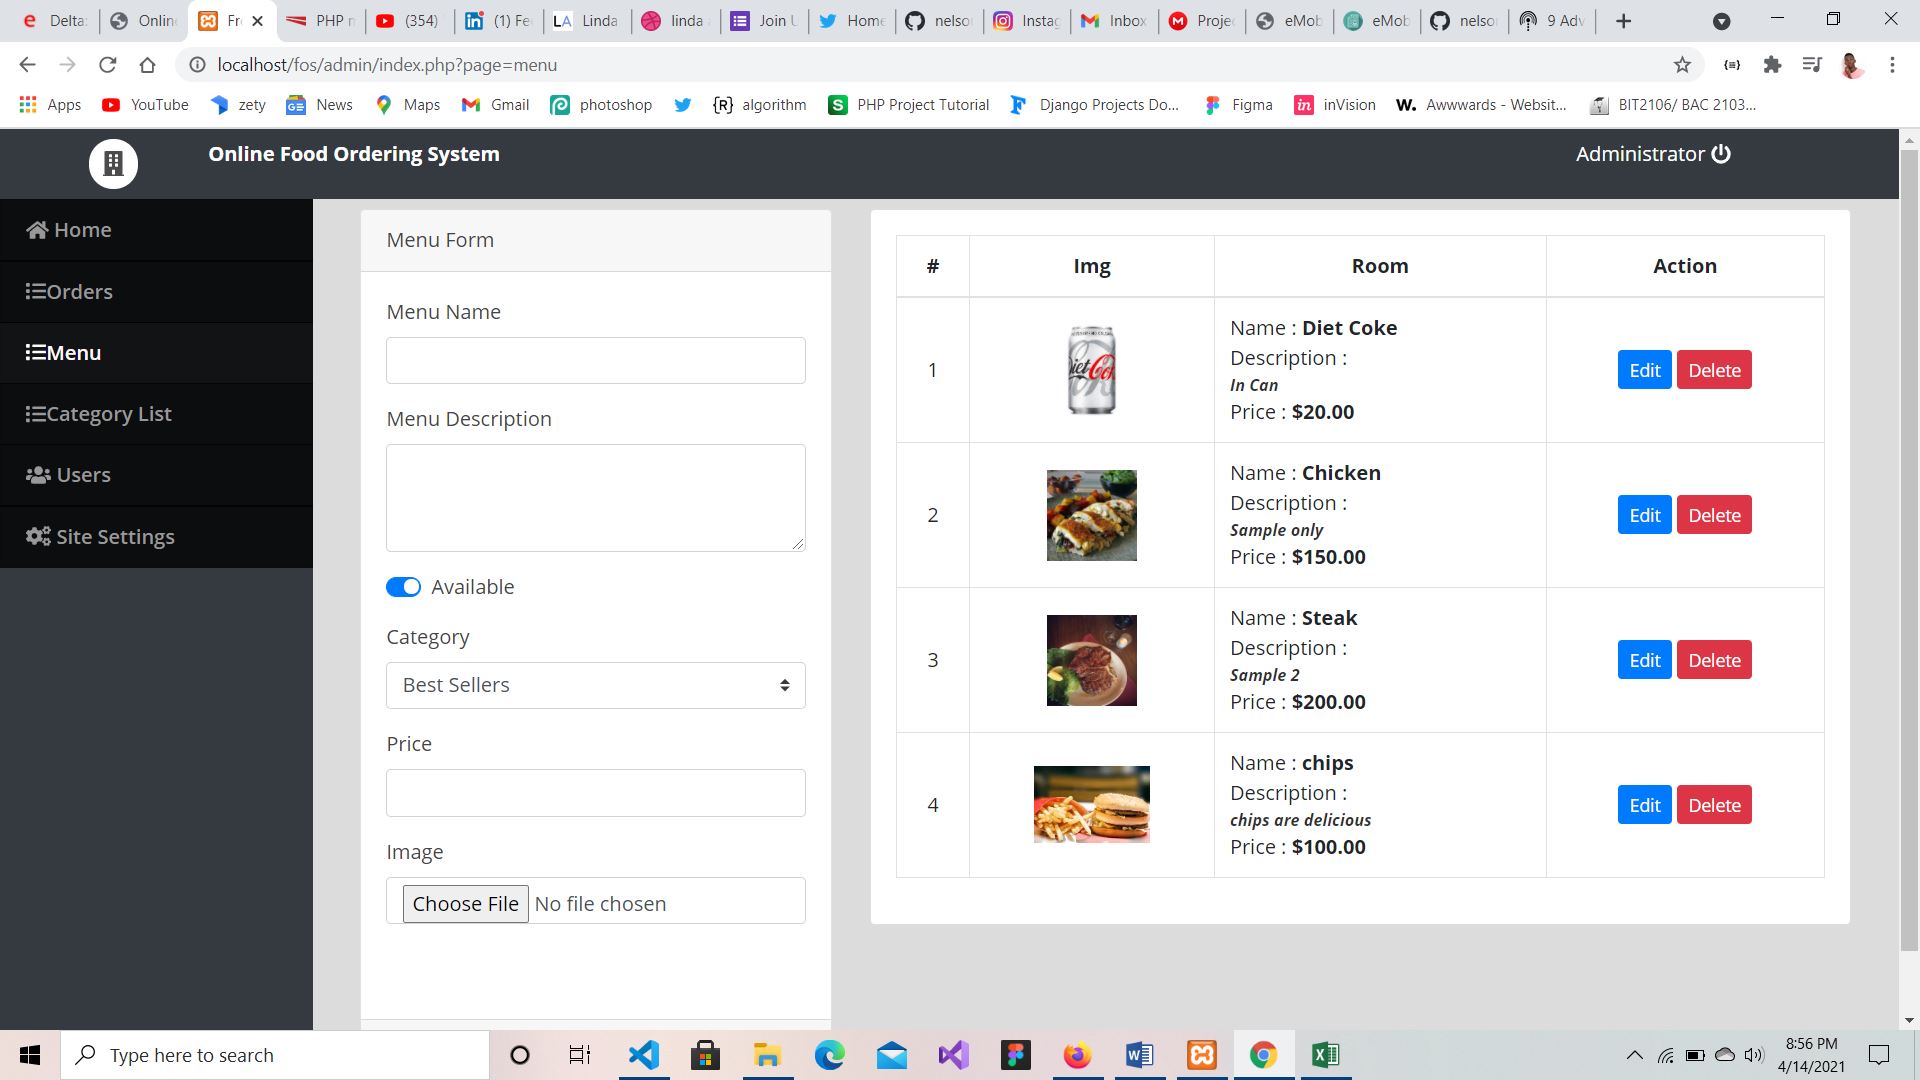 Delta:
Online
Fr
PHP
(354)
(1) Fe
LA Linda
linda
Join
Home
nelso
Insta
Inbox
Proje
eMob
eMob
nelso
9 Adv
localhost/fos/admin/index.php?page=menu
Apps YouTube zety News Maps Gmail photoshop {R} algorithm PHP Project Tutorial Django Projects Do... Figma inVision Awwwards - Websit... BIT2106/ BAC 2103...
Online Food Ordering System
Administrator
Home
Orders
Menu
Category List
Users
Site Settings
Menu Form
Menu Name
Menu Description
Available
Category
Best Sellers
Price
Image
Choose File No file chosen
# Img Room Action
1
Diet Coke
Name : Diet Coke
Description :
In Can
Price : $20.00
Edit Delete
2
Name : Chicken
Description :
Sample only
Price : $150.00
Edit Delete
3
Name : Steak
Description :
Sample 2
Price : $200.00
Edit Delete
4
Name : chips
Description :
chips are delicious
Price : $100.00
Edit Delete
Type here to search
8:56 PM
4/14/2021